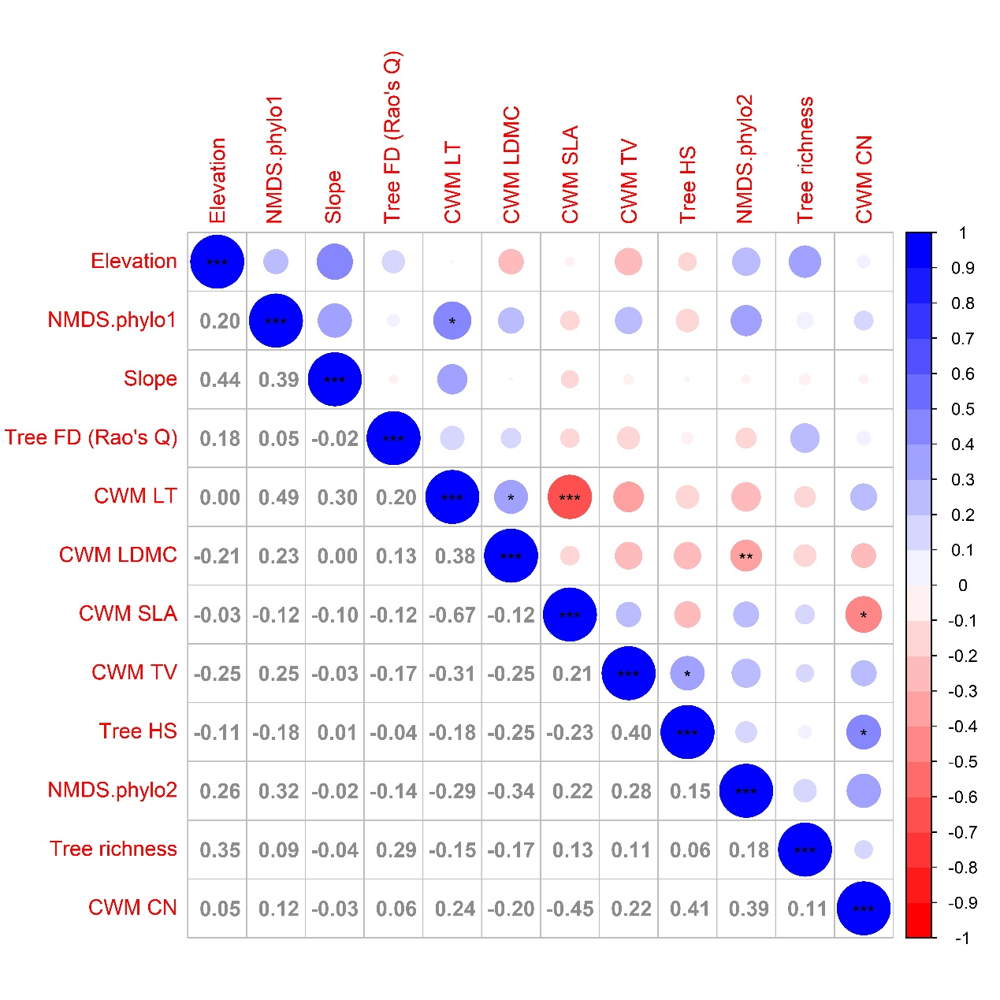 Elevation NMDS.phylo1 Slope Tree FD (Rao's Q) CWM LT CWM LDMC CWM SLA CWM TV Tree HS NMDS.phylo2 Tree richness CWM CN
Elevation *** 1
0.9
NMDS.phylo1 0.20 *** * 0.8
0.7
Slope 0.44 0.39 *** 0.6
0.5
Tree FD (Rao's Q) 0.18 0.05 -0.02 *** 0.4
0.3
CWM LT 0.00 0.49 0.30 0.20 *** * *** 0.2
0.1
CWM LDMC -0.21 0.23 0.00 0.13 0.38 *** ** 0
-0.1
CWM SLA -0.03 -0.12 -0.10 -0.12 -0.67 -0.12 *** * -0.2
CWM TV -0.25 0.25 -0.03 -0.17 -0.31 -0.25 0.21 *** * -0.3
-0.4
Tree HS -0.11 -0.18 0.01 -0.04 -0.18 -0.25 -0.23 0.40 *** * -0.5
NMDS.phylo2 0.26 0.32 -0.02 -0.14 -0.29 -0.34 0.22 0.28 0.15 *** -0.6
-0.7
Tree richness 0.35 0.09 -0.04 0.29 -0.15 -0.17 0.13 0.11 0.06 0.18 *** -0.8
CWM CN 0.05 0.12 -0.03 0.06 0.24 -0.20 -0.45 0.22 0.41 0.39 0.11 *** -0.9
-1